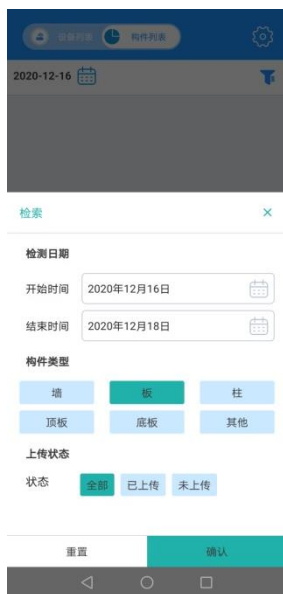 设备列表 构件列表
2020-12-16
检索 ×
检测日期
开始时间 2020年12月16日
结束时间 2020年12月18日
构件类型
墙 板 柱
顶板 底板 其他
上传状态
状态 全部 已上传 未上传
重置 确认